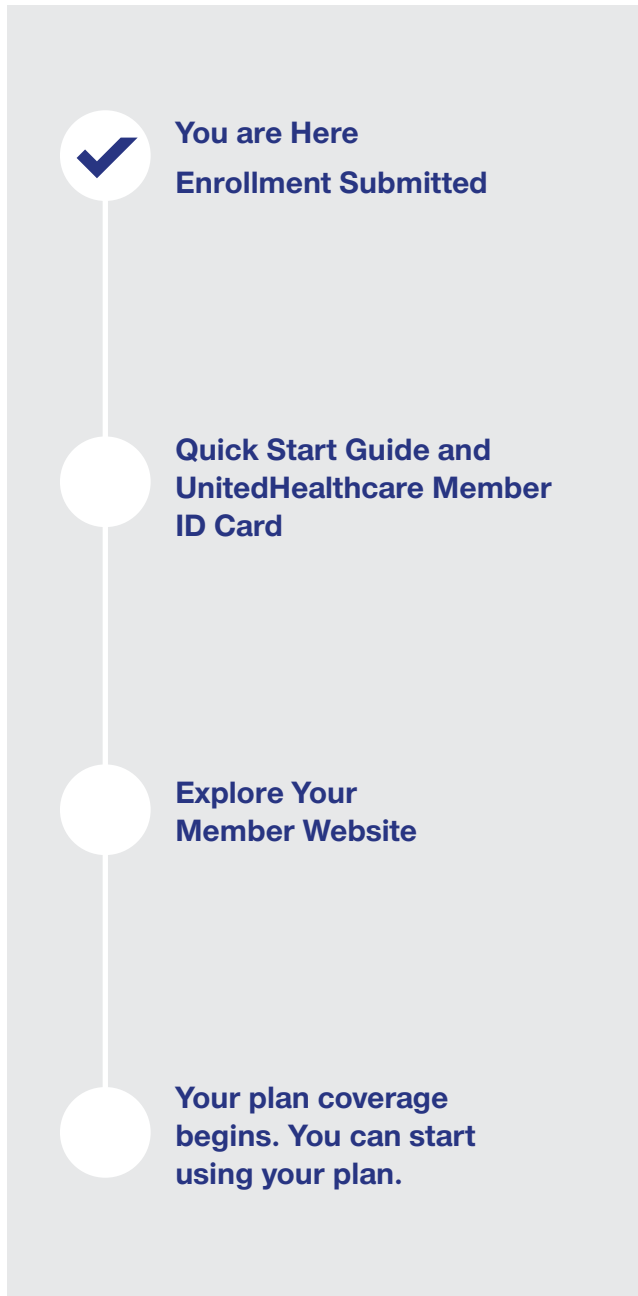 You are Here
Enrollment Submitted
Quick Start Guide and
UnitedHealthcare Member
ID Card
Explore Your
Member Website
Your plan coverage
begins. You can start
using your plan.